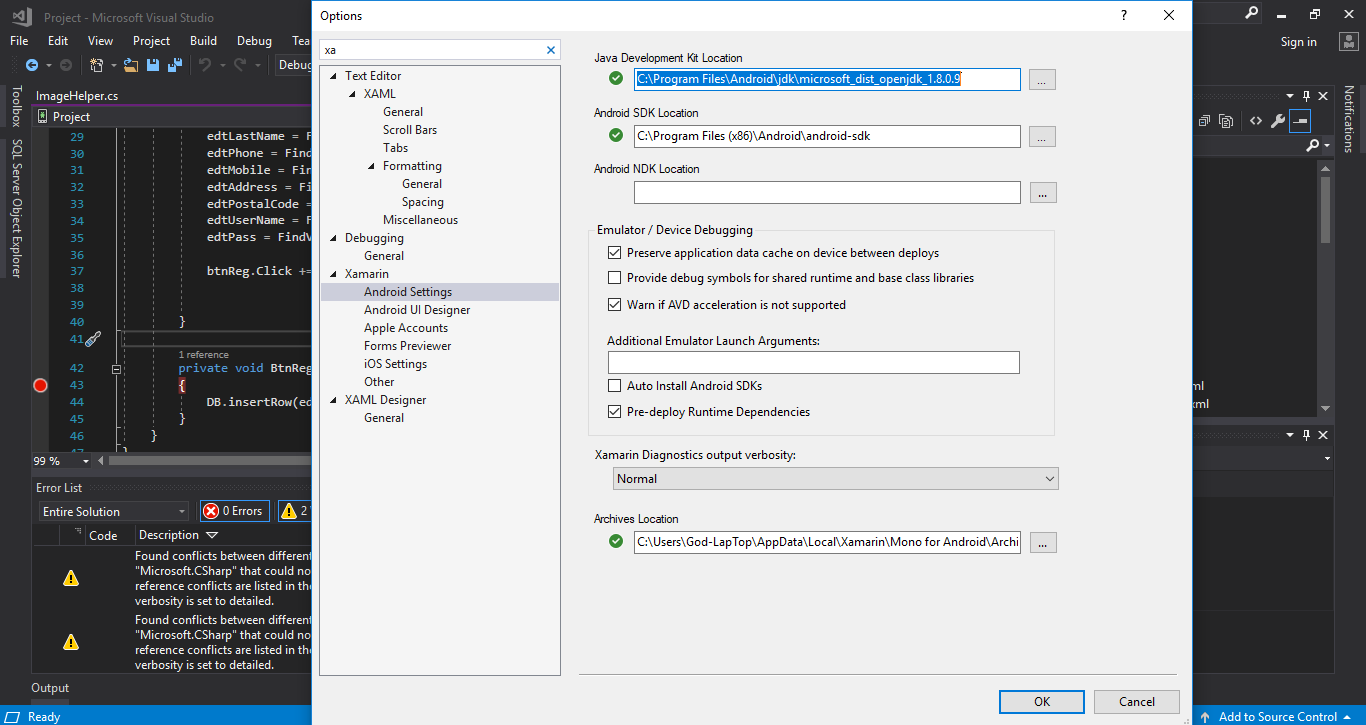 Project - Microsoft Visual Studio
File Edit View Project Build Debug Tea
Sign in
Debug
Toolbox
SQL Server Object Explorer
ImageHelper.cs
Project
29 edtLastName = F
30 edtPhone = Find
31 edtMobile = Fin
32 edtAddress = Fi
33 edtPostalCode =
34 edtUserName = F
35 edtPass = FindV
36
37 btnReg.Click +=
38
39
40 }
41
1 reference
42 private void BtnReg
43 {
44 DB.insertRow(ed
45 }
46 }
47 }
99 %
Error List
Entire Solution
0 Errors
2
Code Description
Found conflicts between different
"Microsoft.CSharp" that could no
reference conflicts are listed in the
verbosity is set to detailed.
Found conflicts between different
"Microsoft.CSharp" that could no
reference conflicts are listed in the
verbosity is set to detailed.
Output
Ready
Options
?
xa
Text Editor
XAML
General
Scroll Bars
Tabs
Formatting
General
Spacing
Miscellaneous
Debugging
General
Xamarin
Android Settings
Android UI Designer
Apple Accounts
Forms Previewer
iOS Settings
Other
XAML Designer
General
Java Development Kit Location
C:\Program Files\Android\jdk\microsoft_dist_openjdk_1.8.0.9
...
Android SDK Location
C:\Program Files (x86)\Android\android-sdk
...
Android NDK Location
...
Emulator / Device Debugging
Preserve application data cache on device between deploys
Provide debug symbols for shared runtime and base class libraries
Warn if AVD acceleration is not supported
Additional Emulator Launch Arguments:
Auto Install Android SDKs
Pre-deploy Runtime Dependencies
Xamarin Diagnostics output verbosity:
Normal
Archives Location
C:\Users\God-LapTop\AppData\Local\Xamarin\Mono for Android\Archi
...
OK
Cancel
Notifications
ml
xml
Add to Source Control